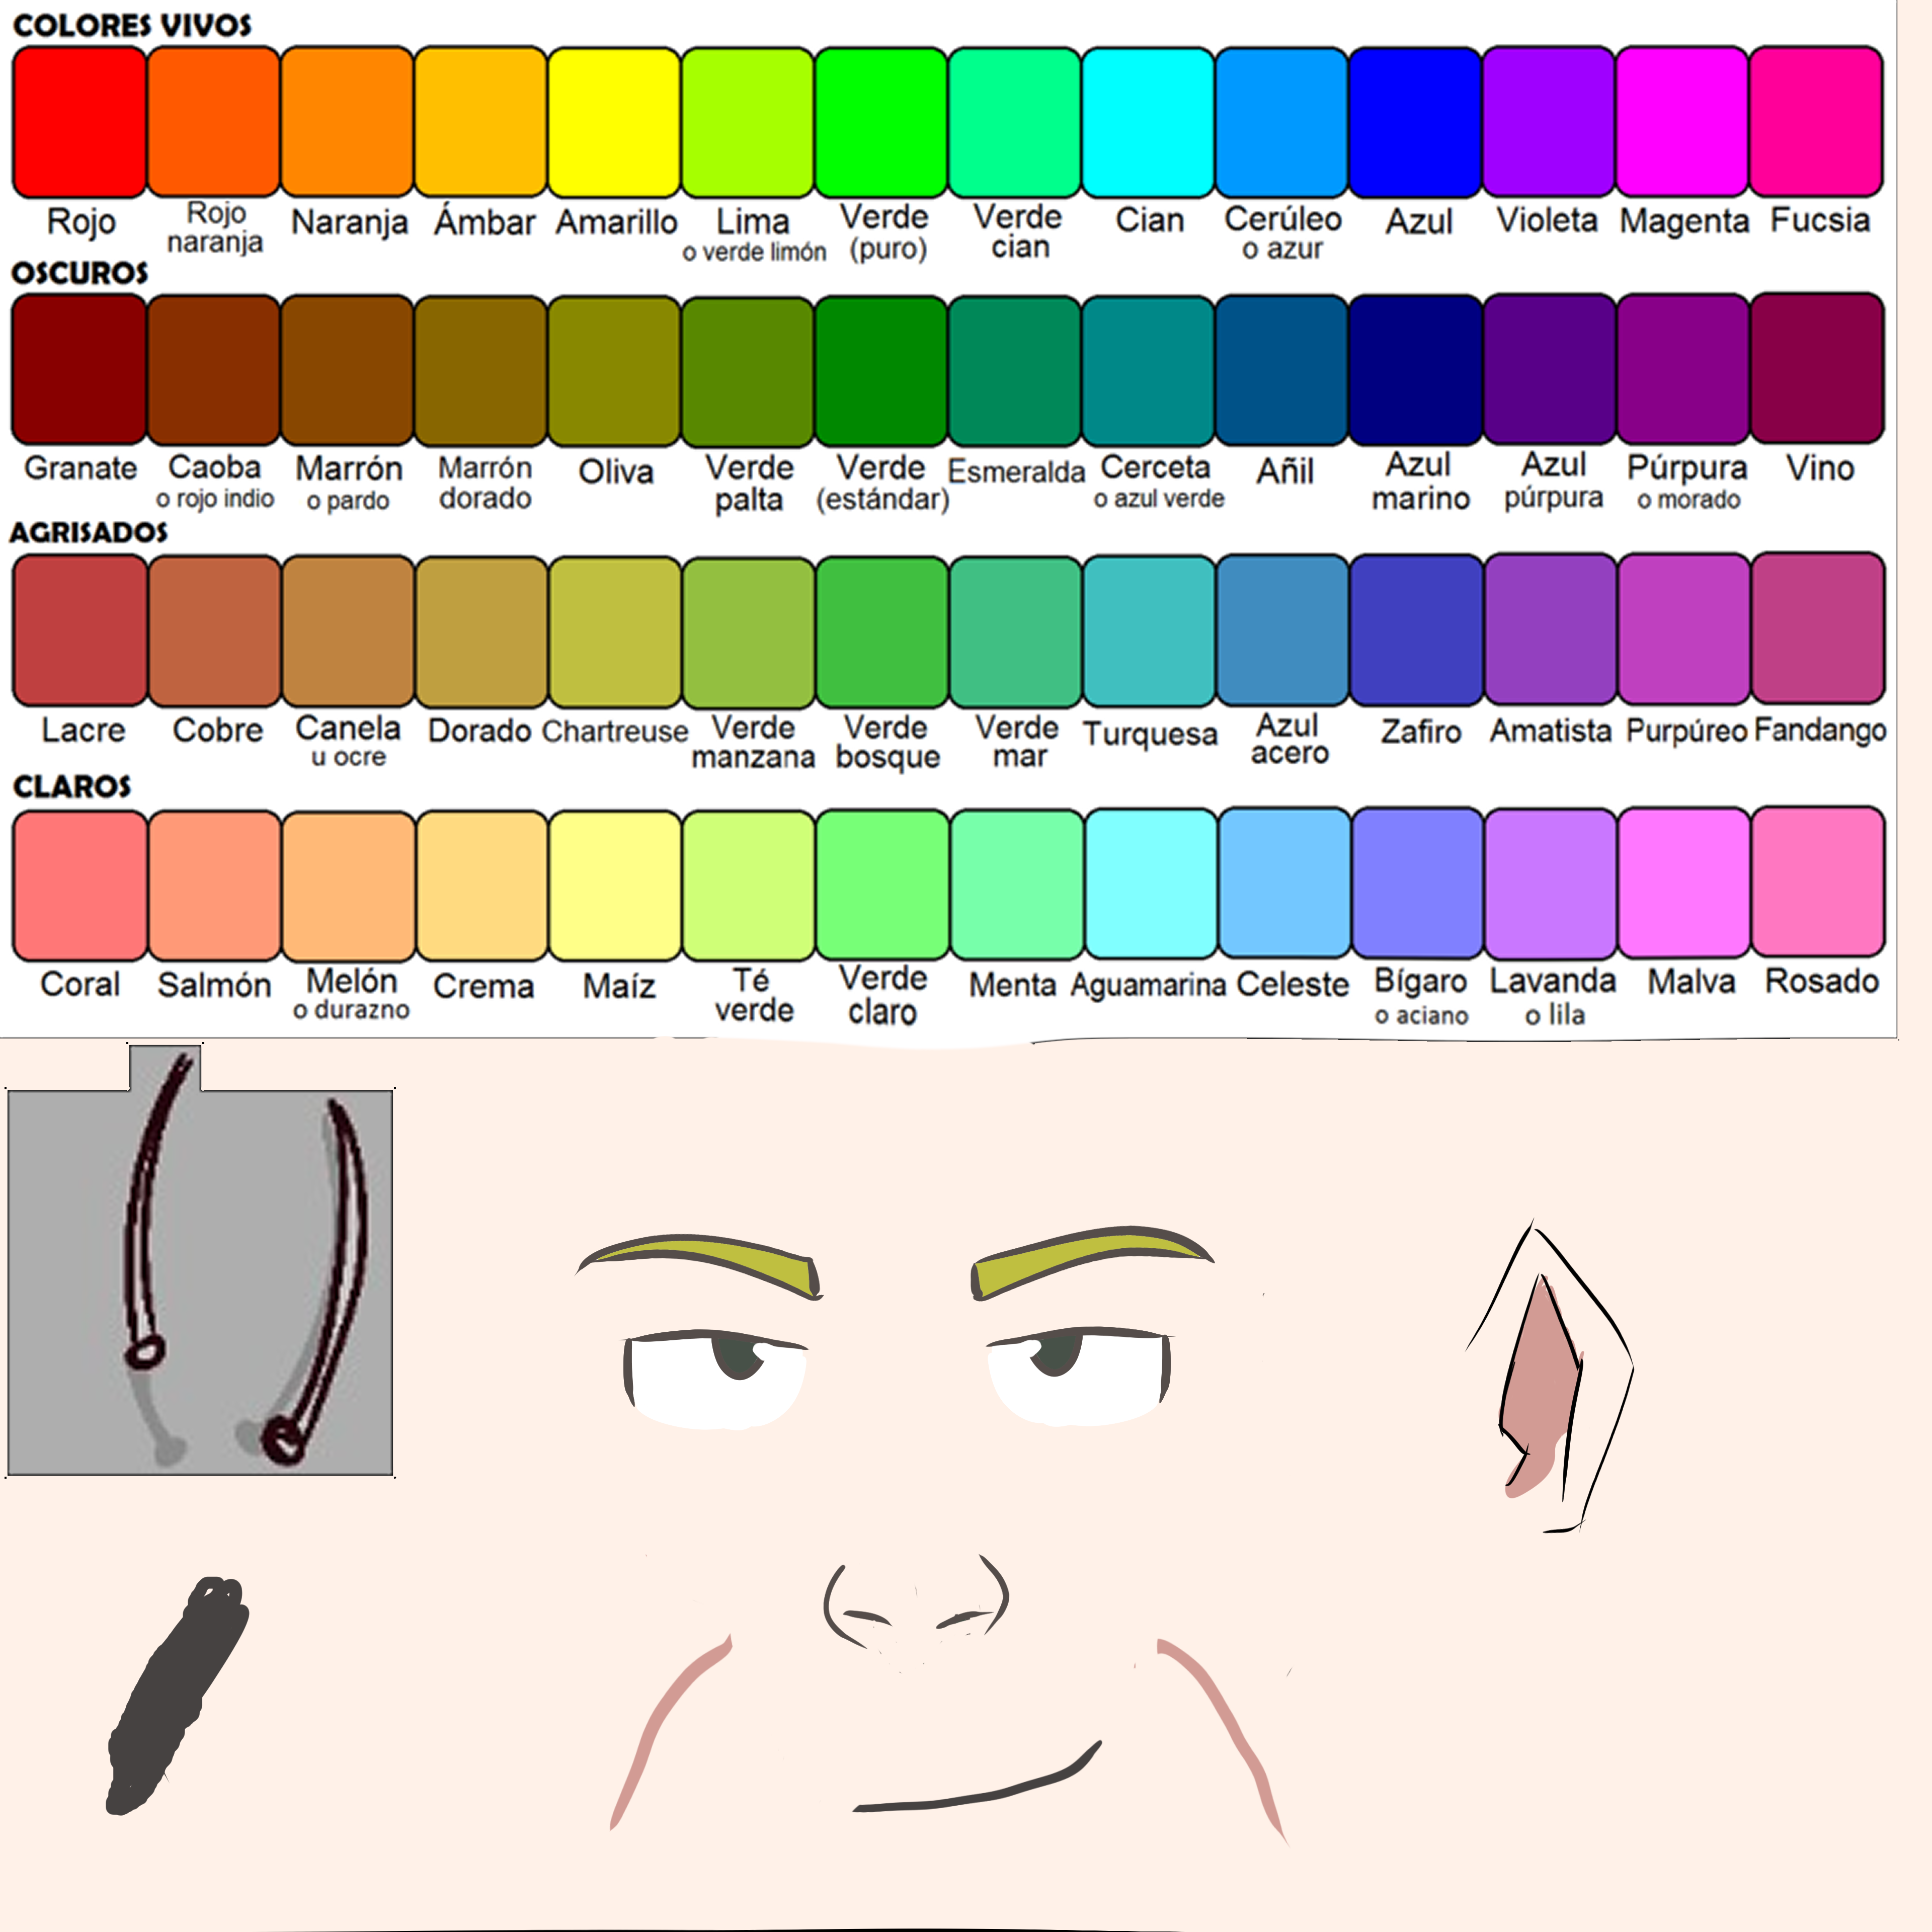 COLORES VIVOS
Rojo
Rojo
naranja
Naranja
Ámbar
Amarillo
Lima
o verde limón
Verde
(puro)
Verde
cian
Cian
Cerúleo
o azur
Azul
Violeta
Magenta
Fucsia
OSCUROS
Granate
Caoba
o rojo indio
Marrón
o pardo
Marrón
dorado
Oliva
Verde
palta
Verde
(estándar)
Esmeralda
Cerceta
o azul verde
Añil
Azul
marino
Azul
púrpura
Púrpura
o morado
Vino
AGRISADOS
Lacre
Cobre
Canela
u ocre
Dorado
Chartreuse
Verde
manzana
Verde
bosque
Verde
mar
Turquesa
Azul
acero
Zafiro
Amatista
Purpúreo
Fandango
CLAROS
Coral
Salmón
Melón
o durazno
Crema
Maíz
Té
verde
Verde
claro
Menta
Aguamarina
Celeste
Bígaro
o aciano
Lavanda
o lila
Malva
Rosado